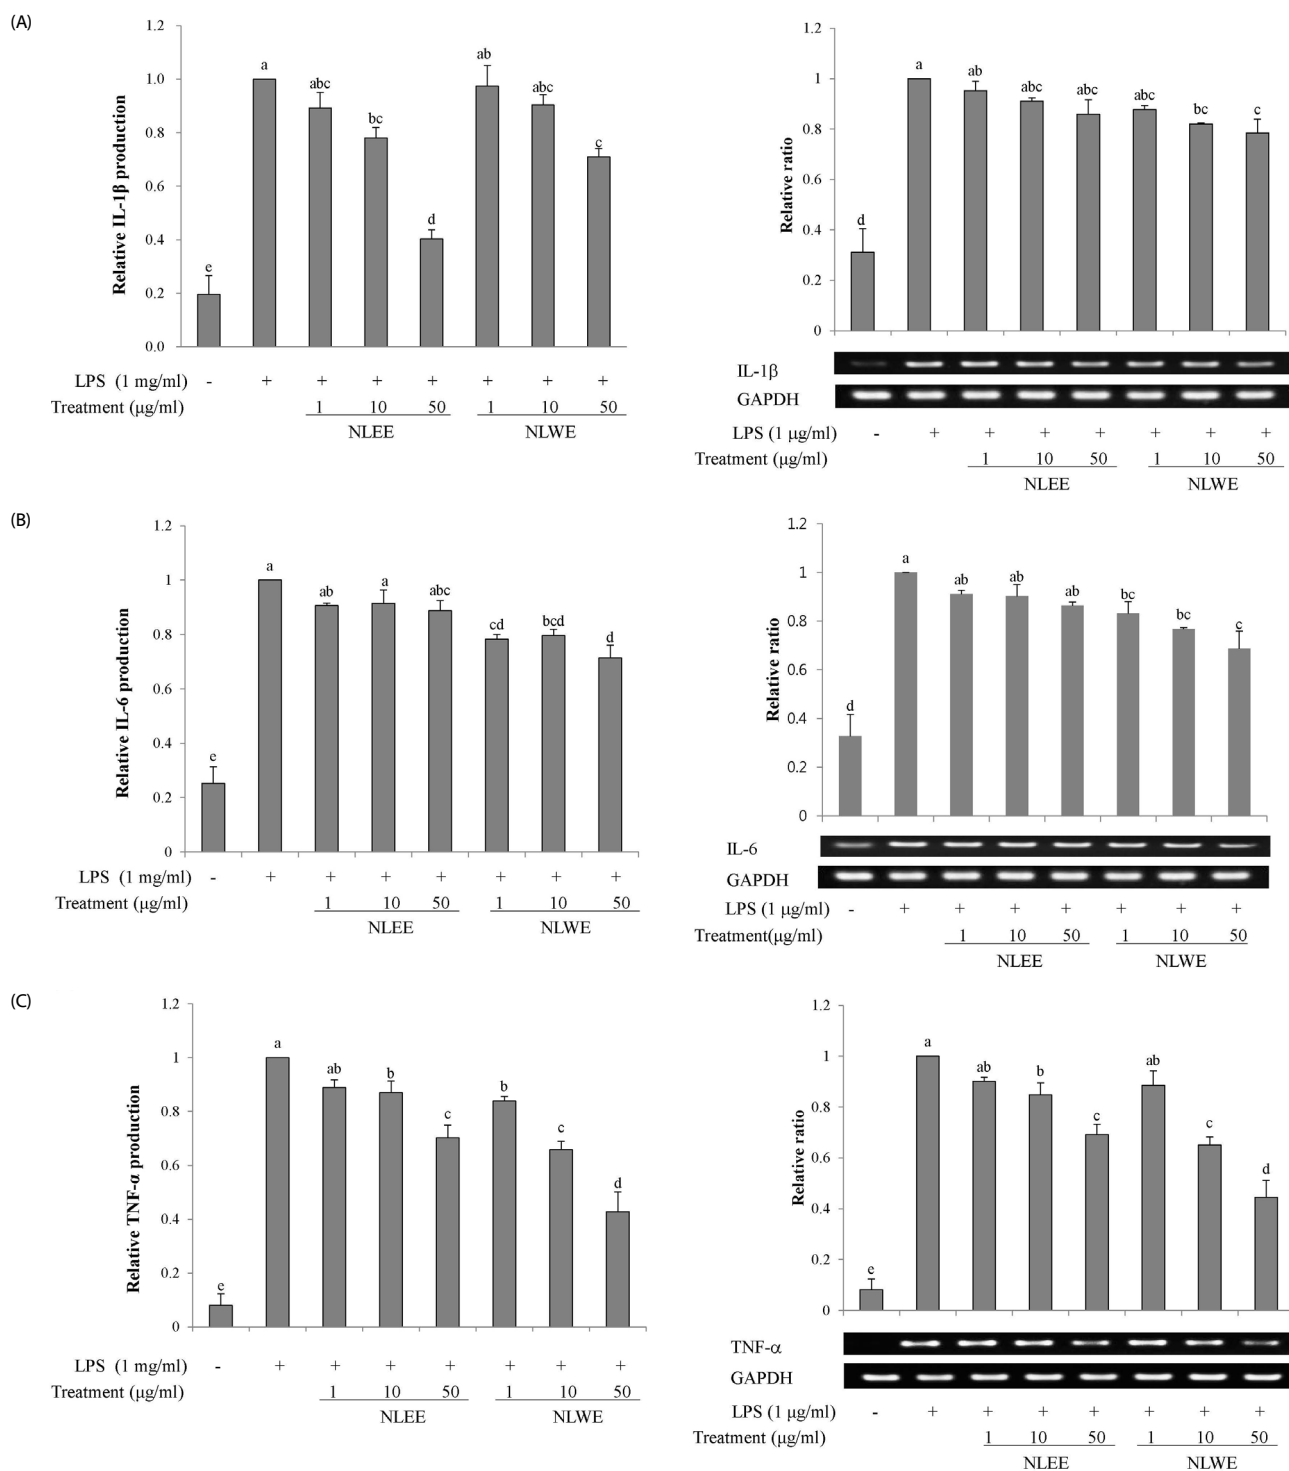 (A)
1.2
a
abc
bc
d
ab
abc
c
e
1.0
0.8
0.6
0.4
0.2
0.0
Relative IL-1β production
LPS (1 mg/ml) - + + + + + + +
Treatment (μg/ml) 1 10 50 1 10 50
NLEE NLWE
1.2
a
ab
abc
abc
abc
bc
c
d
1
0.8
0.6
0.4
0.2
0
Relative ratio
IL-1β
GAPDH
LPS (1 μg/ml) - + + + + + + +
Treatment (μg/ml) 1 10 50 1 10 50
NLEE NLWE
(B)
1.2
a
ab
a
abc
cd
bcd
d
e
1
0.8
0.6
0.4
0.2
0
Relative IL-6 production
LPS (1 mg/ml) - + + + + + + +
Treatment (μg/ml) 1 10 50 1 10 50
NLEE NLWE
1.2
a
ab
ab
ab
bc
bc
c
d
1
0.8
0.6
0.4
0.2
0
Relative ratio
IL-6
GAPDH
LPS (1 μg/ml) - + + + + + + +
Treatment(μg/ml) 1 10 50 1 10 50
NLEE NLWE
(C)
1.2
a
ab
b
c
b
c
d
e
1
0.8
0.6
0.4
0.2
0
Relative TNF-α production
LPS (1 mg/ml) - + + + + + + +
Treatment (μg/ml) 1 10 50 1 10 50
NLEE NLWE
1.2
a
ab
b
c
ab
c
d
e
1
0.8
0.6
0.4
0.2
0
Relative ratio
TNF-α
GAPDH
LPS (1 μg/ml) - + + + + + + +
Treatment (μg/ml) 1 10 50 1 10 50
NLEE NLWE